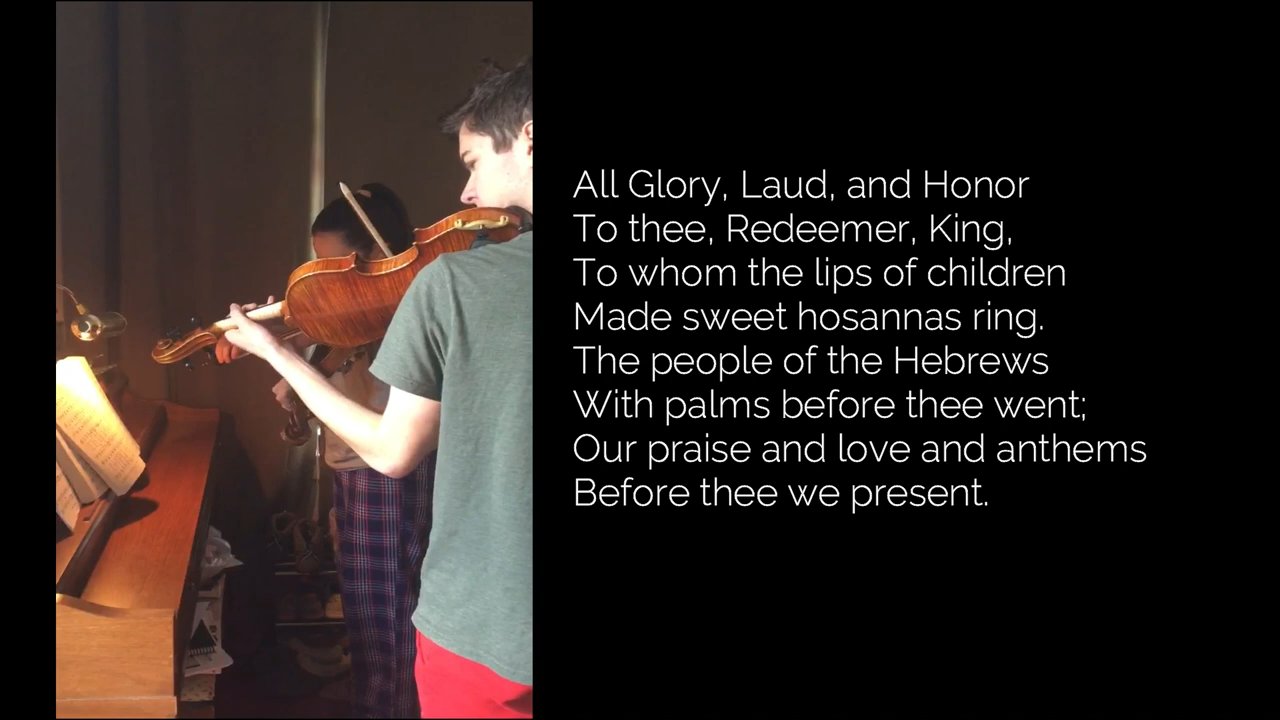 All Glory, Laud, and Honor
To thee, Redeemer, King,
To whom the lips of children
Made sweet hosannas ring.
The people of the Hebrews
With palms before thee went;
Our praise and love and anthems
Before thee we present.